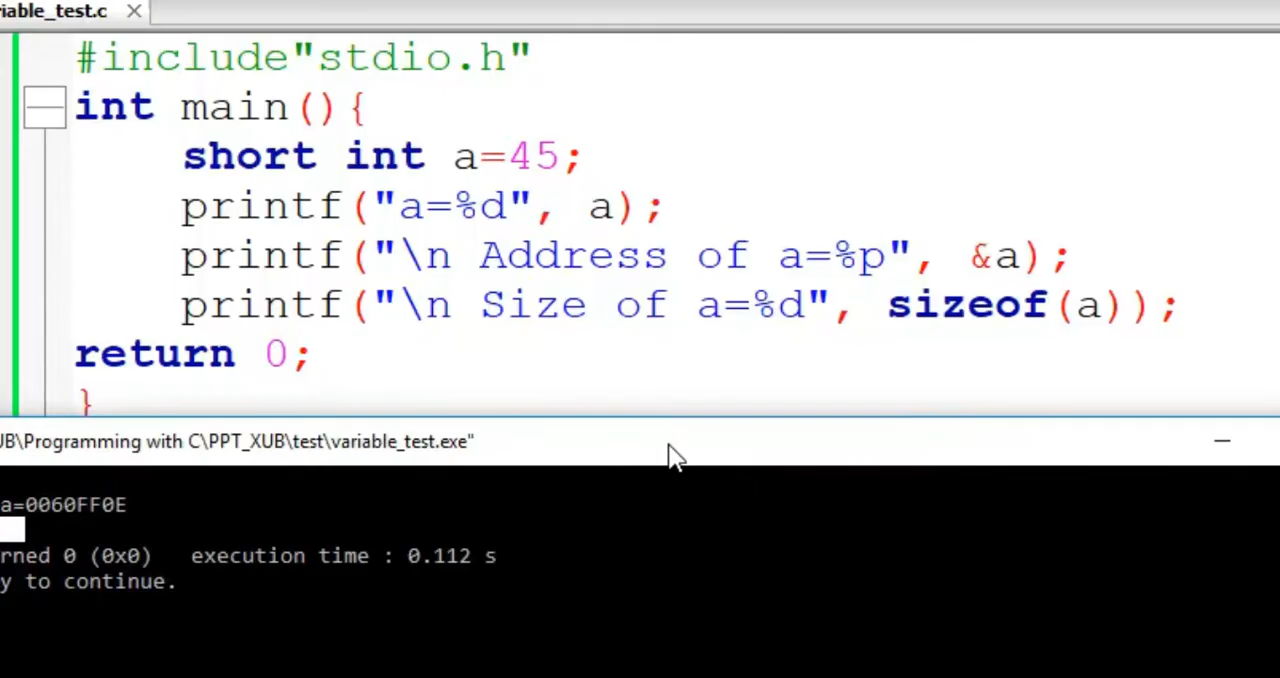 iable_test.c
#include"stdio.h"
int main(){
short int a=45;
printf("a=%d", a);
printf("\n Address of a=%p", &a);
printf("\n Size of a=%d", sizeof(a));
return 0;
}
UB\Programming with C\PPT_XUB\test\variable_test.exe"
a=0060FF0E
rned 0 (0x0)   execution time : 0.112 s
y to continue.